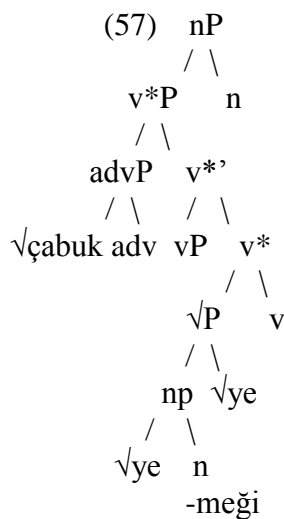 (57) nP
v*P n
advP v*’
√çabuk adv vP v*
√P v
np √ye
√ye n
-meği